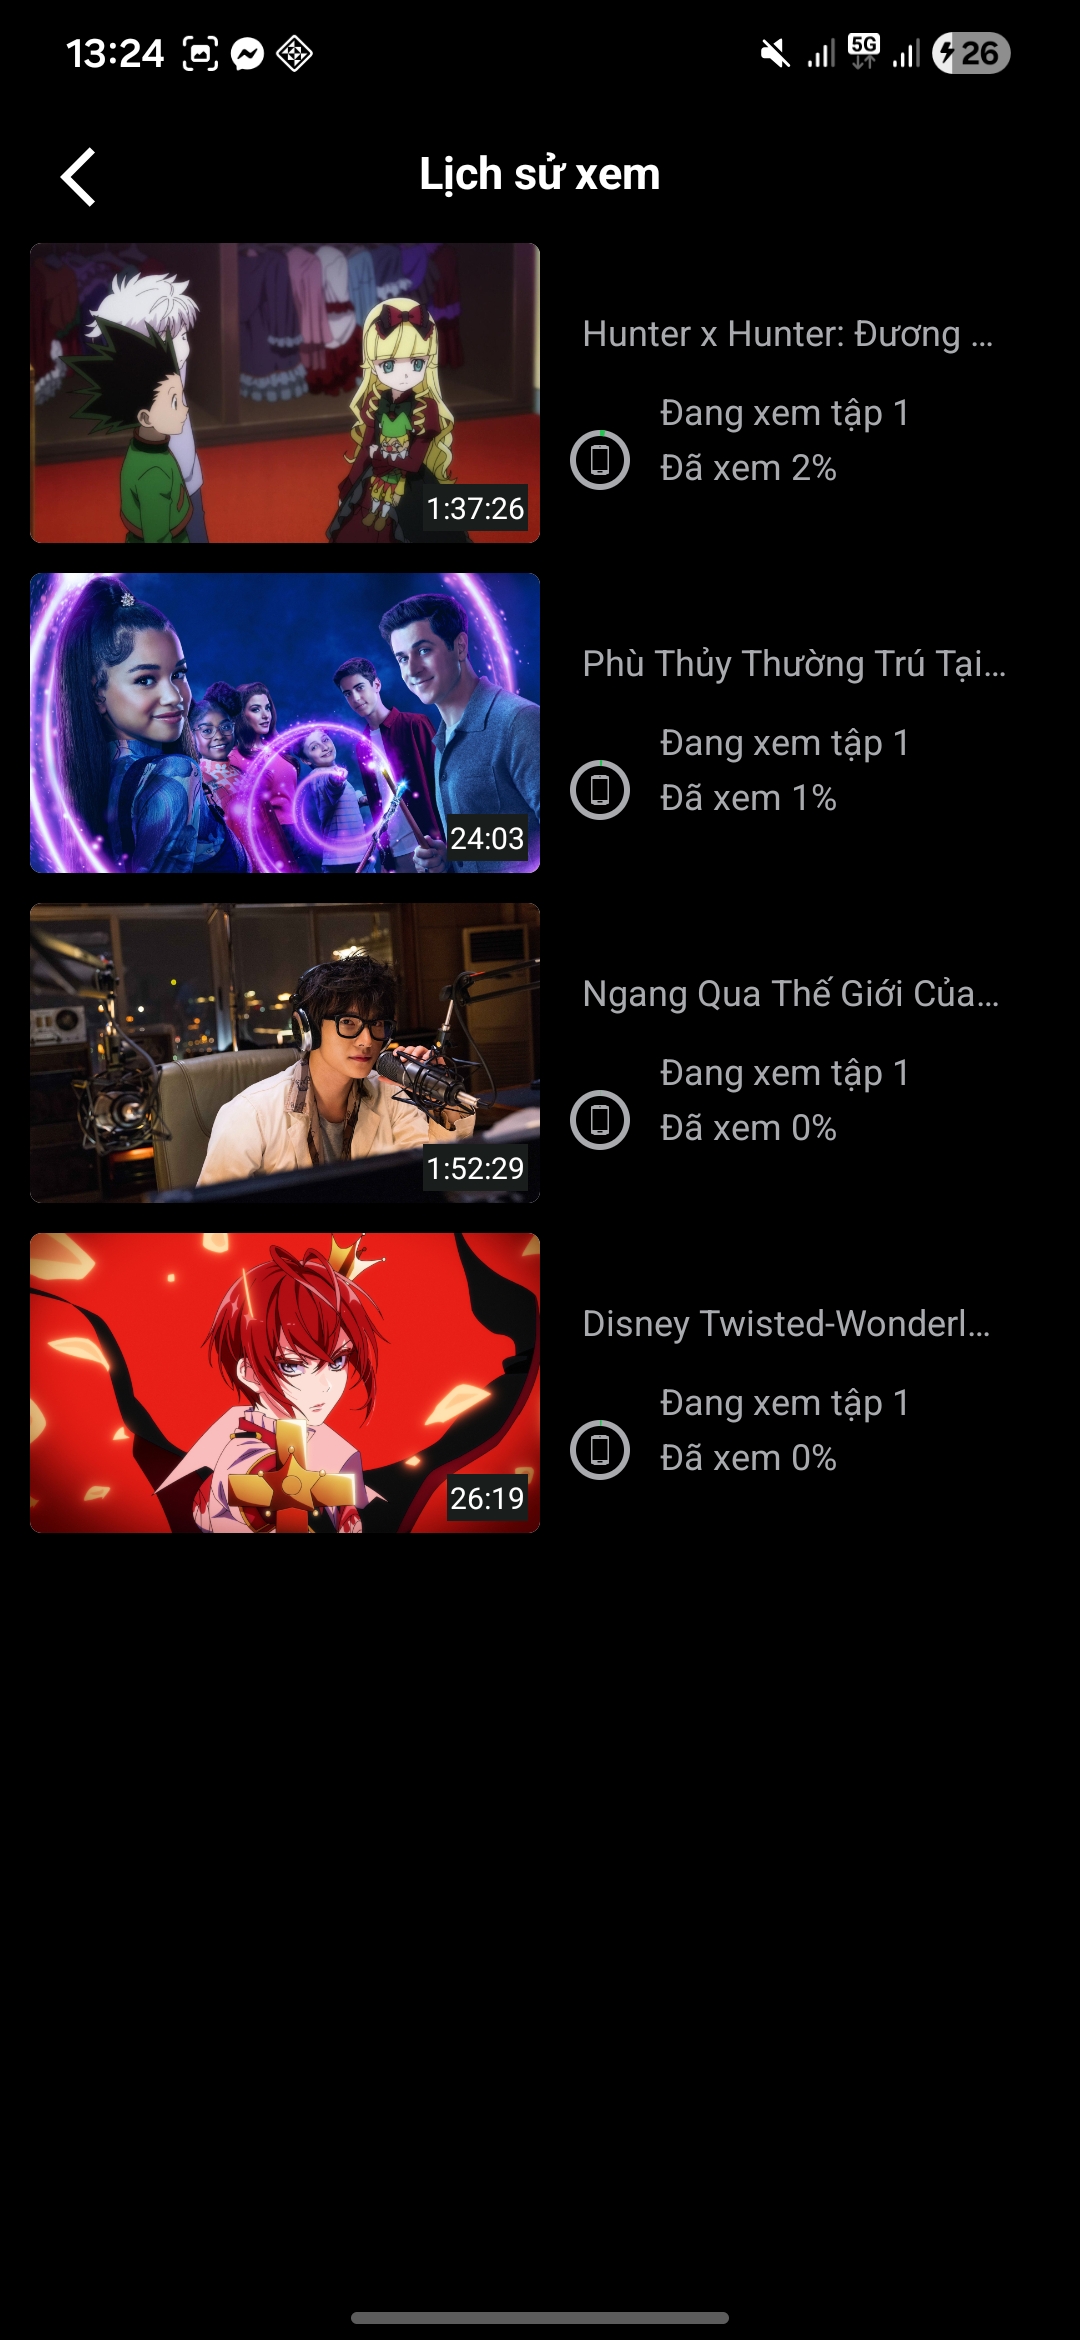 13:24
5G
26
Lịch sử xem
Hunter x Hunter: Đương ...
Đang xem tập 1
Đã xem 2%
1:37:26
Phù Thủy Thường Trú Tại...
Đang xem tập 1
Đã xem 1%
24:03
Ngang Qua Thế Giới Của...
Đang xem tập 1
Đã xem 0%
1:52:29
Disney Twisted-Wonderl...
Đang xem tập 1
Đã xem 0%
26:19